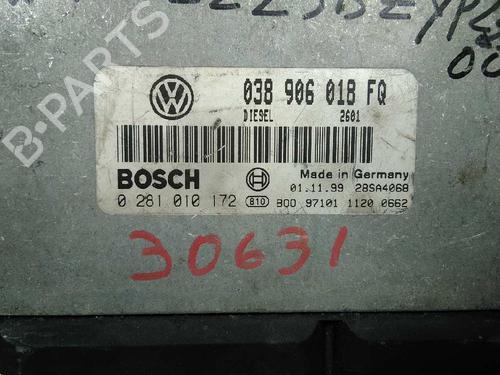 B-PARTS
038 906 018 FQ
DIESEL 2601
BOSCH
Made in Germany
01.11.99 28SA4068
0 281 010 172 810 BOO 97101 1120 0662
30631